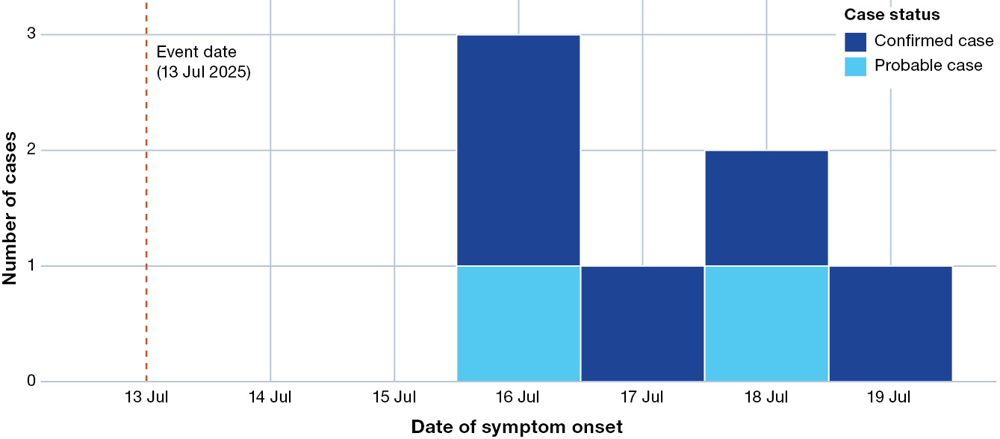 Case status
Confirmed case
Probable case
Event date
(13 Jul 2025)
Number of cases
3
2
1
0
13 Jul
14 Jul
15 Jul
16 Jul
17 Jul
18 Jul
19 Jul
Date of symptom onset